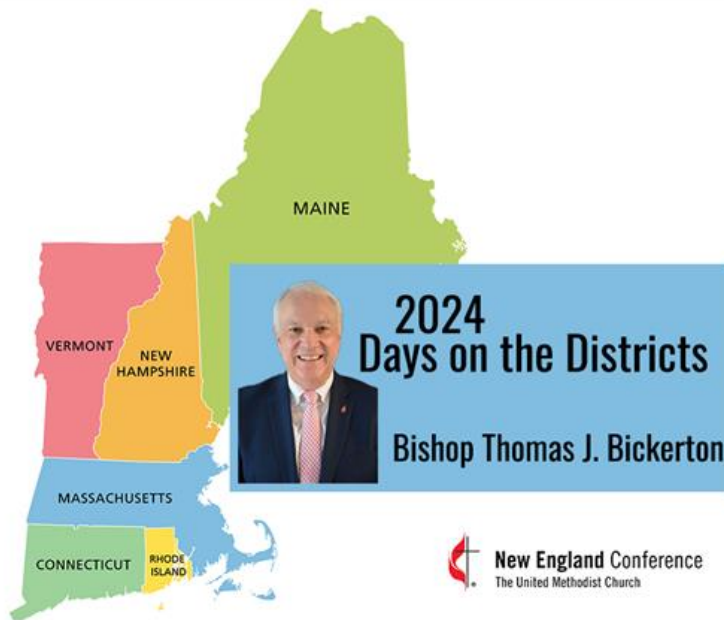 MAINE
VERMONT
NEW
HAMPSHIRE
2024
Days on the Districts
Bishop Thomas J. Bickerton
MASSACHUSETTS
CONNECTICUT
RHODE
ISLAND
New England Conference
The United Methodist Church